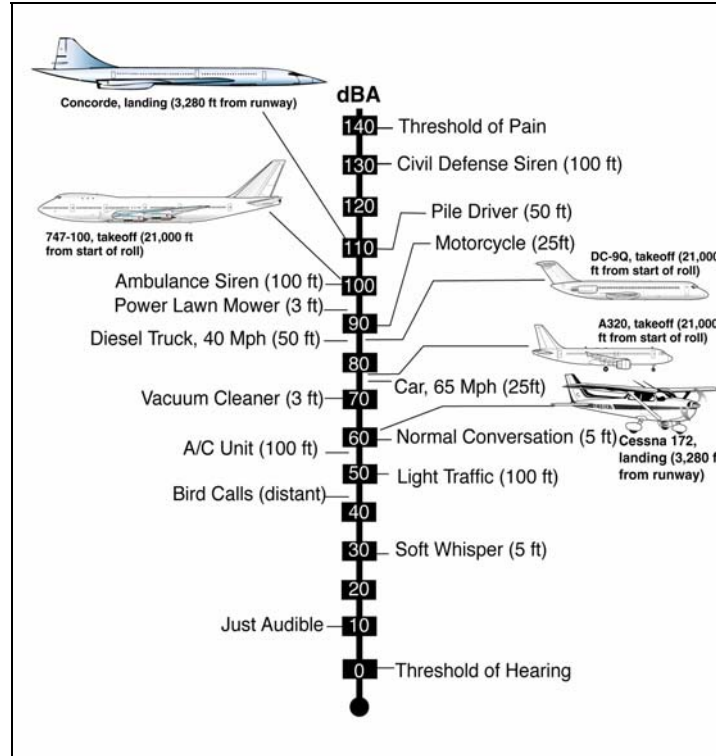 dBA
Concorde, landing (3,280 ft from runway)
140
Threshold of Pain
130
Civil Defense Siren (100 ft)
120
Pile Driver (50 ft)
747-100, takeoff (21,000 ft
from start of roll)
110
Motorcycle (25ft)
DC-9Q, takeoff (21,000
ft from start of roll)
Ambulance Siren (100 ft)
100
Power Lawn Mower (3 ft)
90
A320, takeoff (21,000
ft from start of roll)
Diesel Truck, 40 Mph (50 ft)
80
Car, 65 Mph (25ft)
Vacuum Cleaner (3 ft)
70
60
Normal Conversation (5 ft)
Cessna 172,
landing (3,280 ft
from runway)
A/C Unit (100 ft)
50
Light Traffic (100 ft)
Bird Calls (distant)
40
30
Soft Whisper (5 ft)
20
Just Audible
10
0
Threshold of Hearing